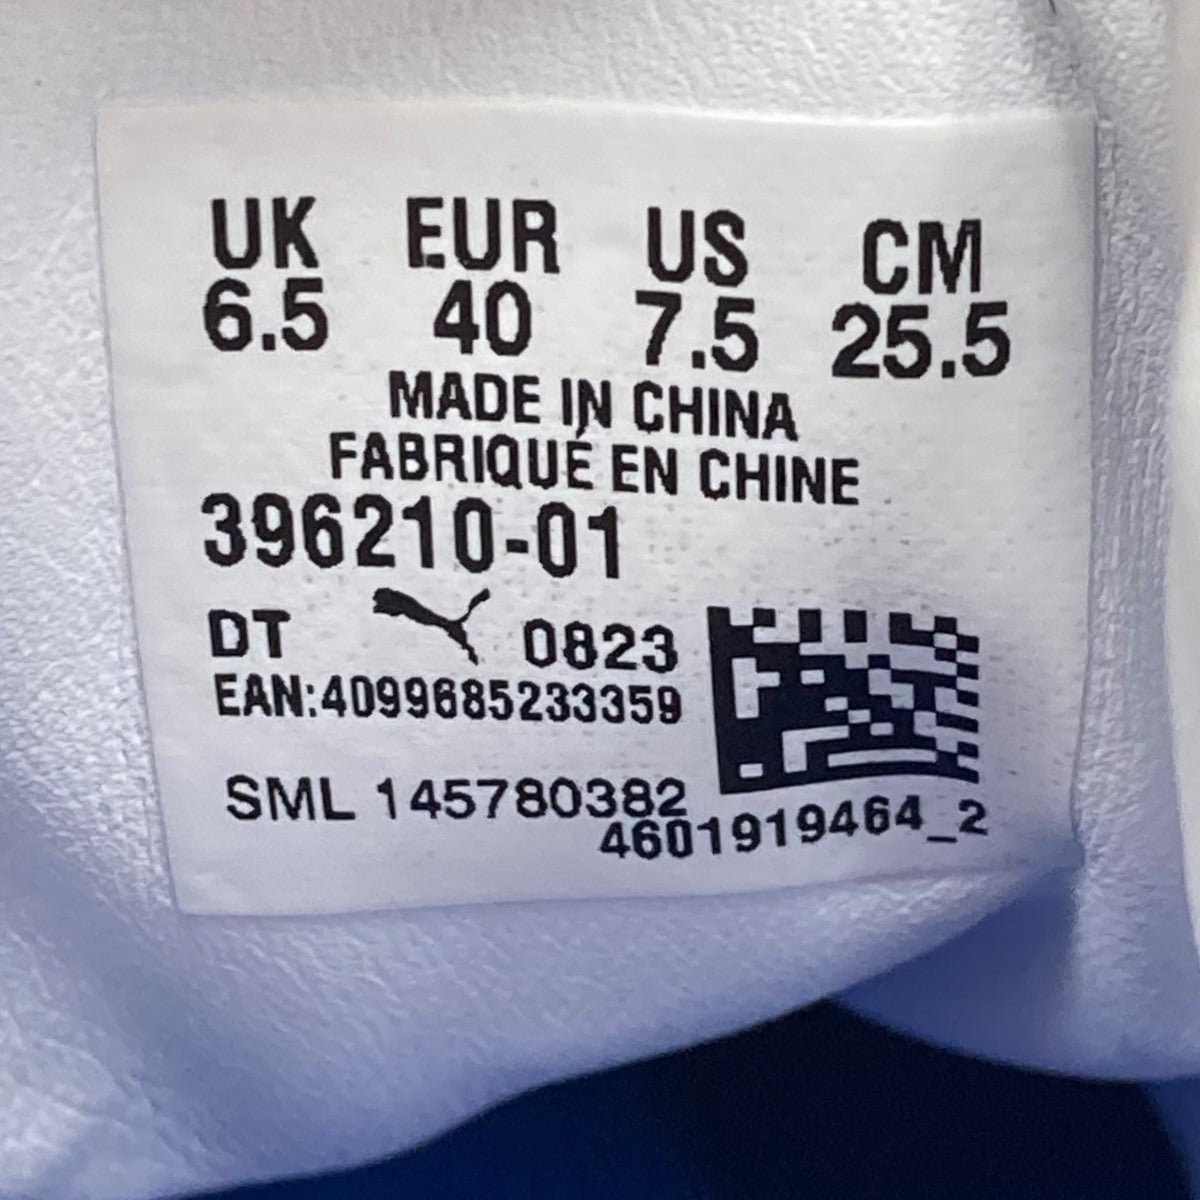 UK EUR US CM
6.5 40 7.5 25.5
MADE IN CHINA
FABRIQUÉ EN CHINE
396210-01
DT 0823
EAN:4099685233359
SML 145780382
4601919464_2